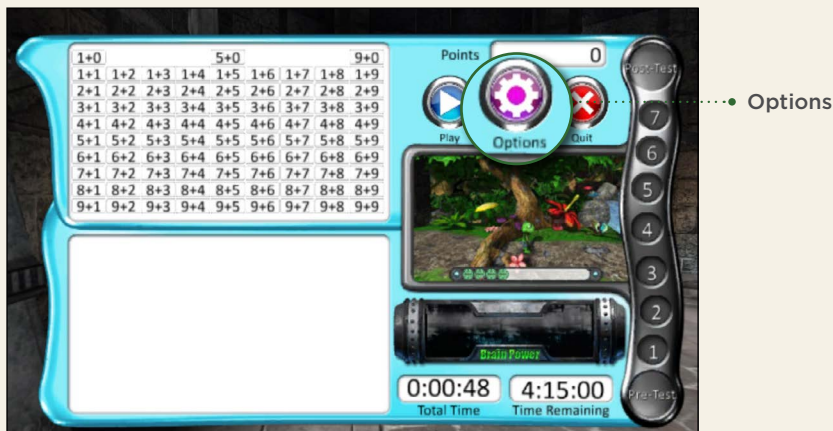 1+0 5+0 9+0
1+1 1+2 1+3 1+4 1+5 1+6 1+7 1+8 1+9
2+1 2+2 2+3 2+4 2+5 2+6 2+7 2+8 2+9
3+1 3+2 3+3 3+4 3+5 3+6 3+7 3+8 3+9
4+1 4+2 4+3 4+4 4+5 4+6 4+7 4+8 4+9
5+1 5+2 5+3 5+4 5+5 5+6 5+7 5+8 5+9
6+1 6+2 6+3 6+4 6+5 6+6 6+7 6+8 6+9
7+1 7+2 7+3 7+4 7+5 7+6 7+7 7+8 7+9
8+1 8+2 8+3 8+4 8+5 8+6 8+7 8+8 8+9
9+1 9+2 9+3 9+4 9+5 9+6 9+7 9+8 9+9
Points 0
Play Options Quit
Brain Power
0:00:48 4:15:00
Total Time Time Remaining
Post-Test
7
6
5
4
3
2
1
Pre-Test
Options